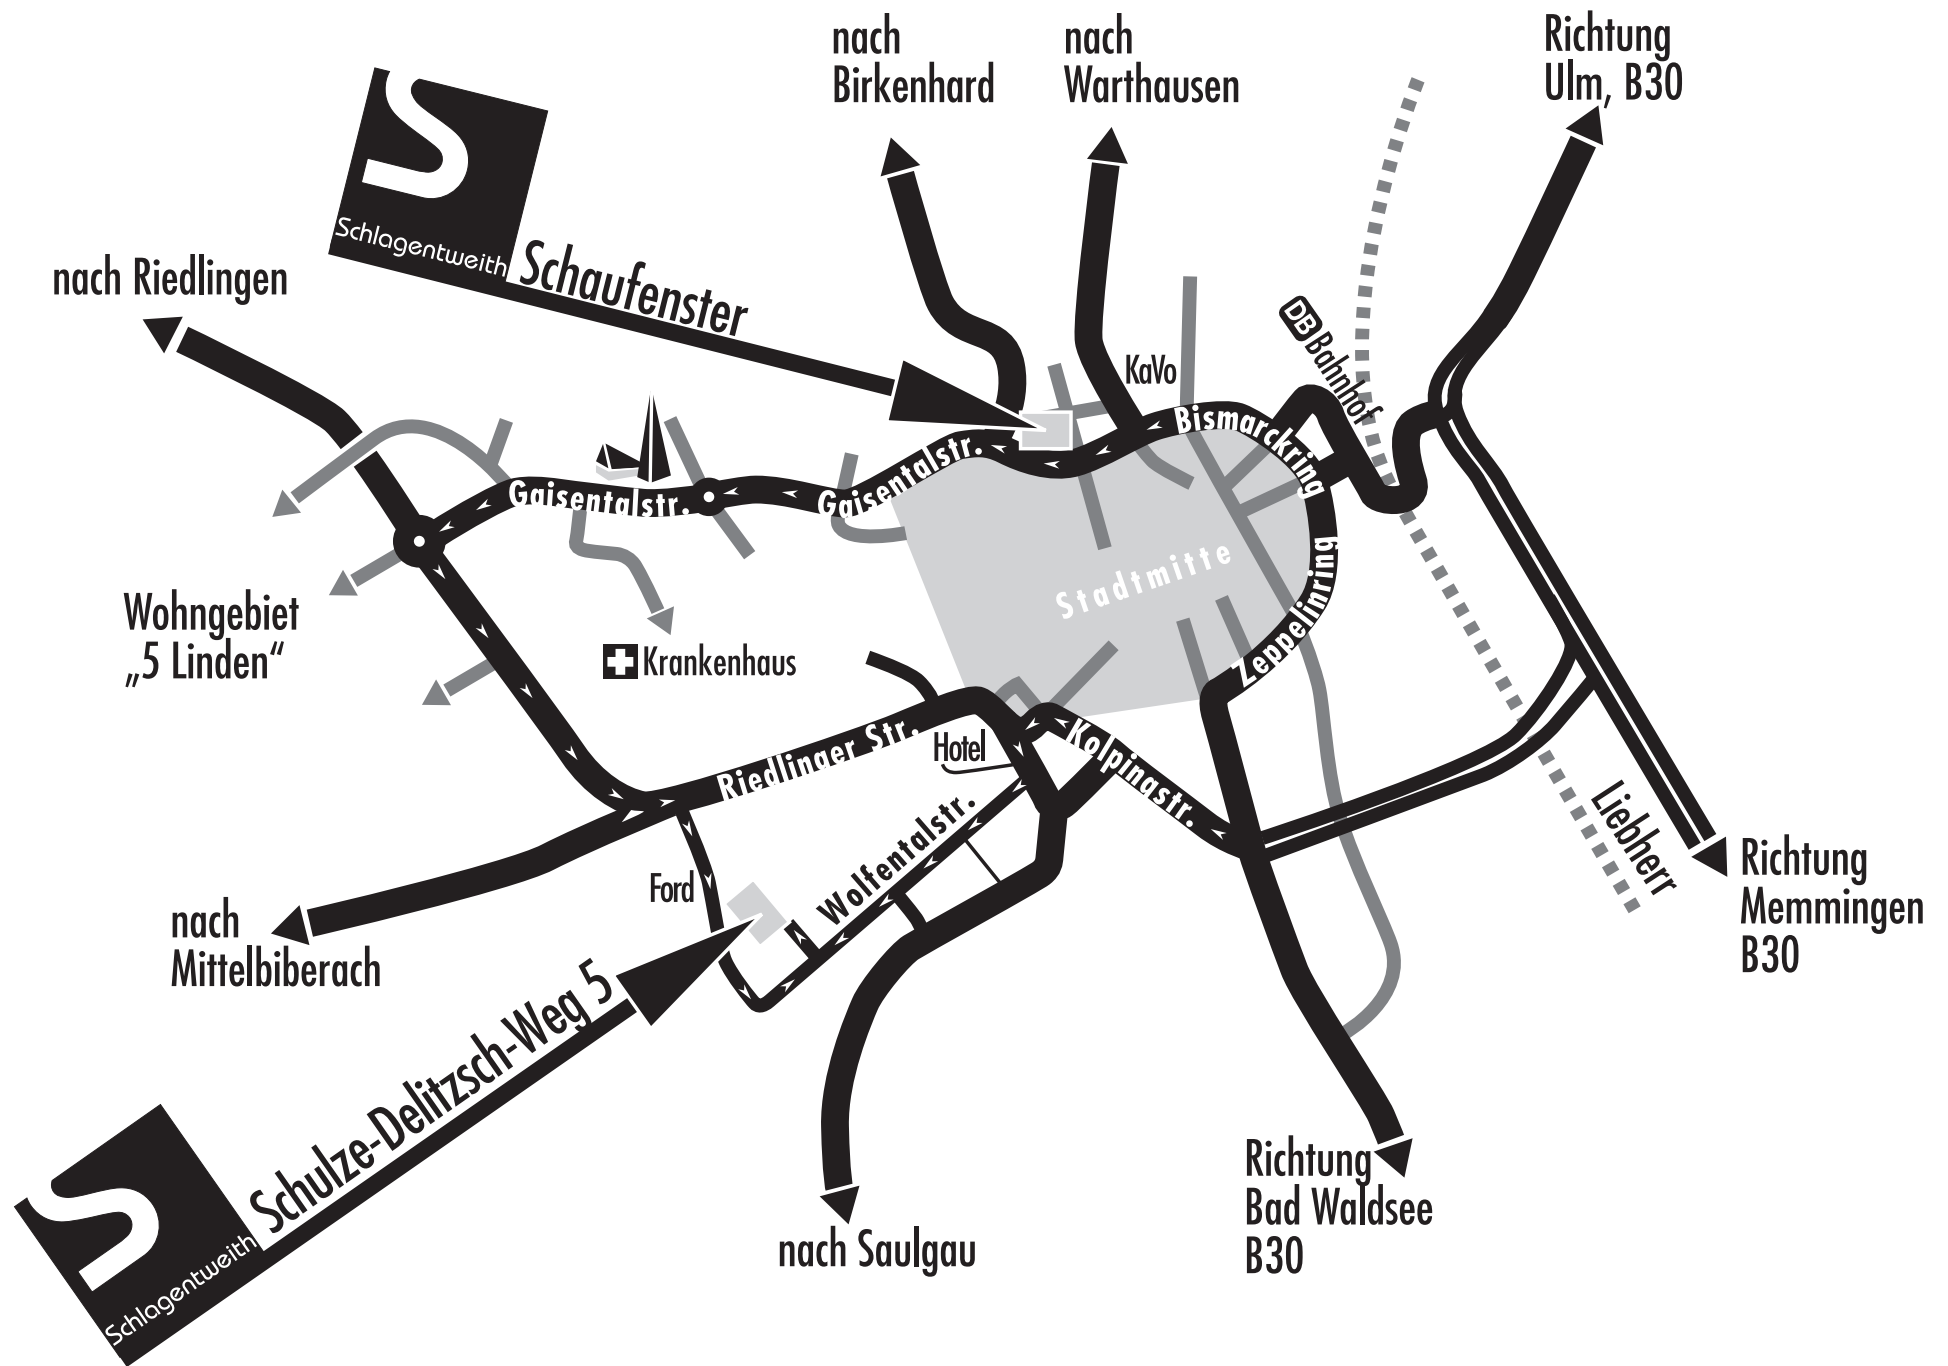 nach
Birkenhard
nach
Warthausen
Richtung
Ulm, B30
Schlagentweith
Schaufenster
nach Riedlingen
DB Bahnhof
KaVo
Bismarckring
Gaisentalstr.
Gaisentalstr.
Stadtmitte
Zeppelinring
Wohngebiet
„5 Linden“
Krankenhaus
Riedlinger Str.
Hotel
Kolpingstr.
Wolfentalstr.
Liebherr
Ford
Richtung
Memmingen
B30
nach
Mittelbiberach
Schulze-Delitzsch-Weg 5
Schlagentweith
nach Saulgau
Richtung
Bad Waldsee
B30